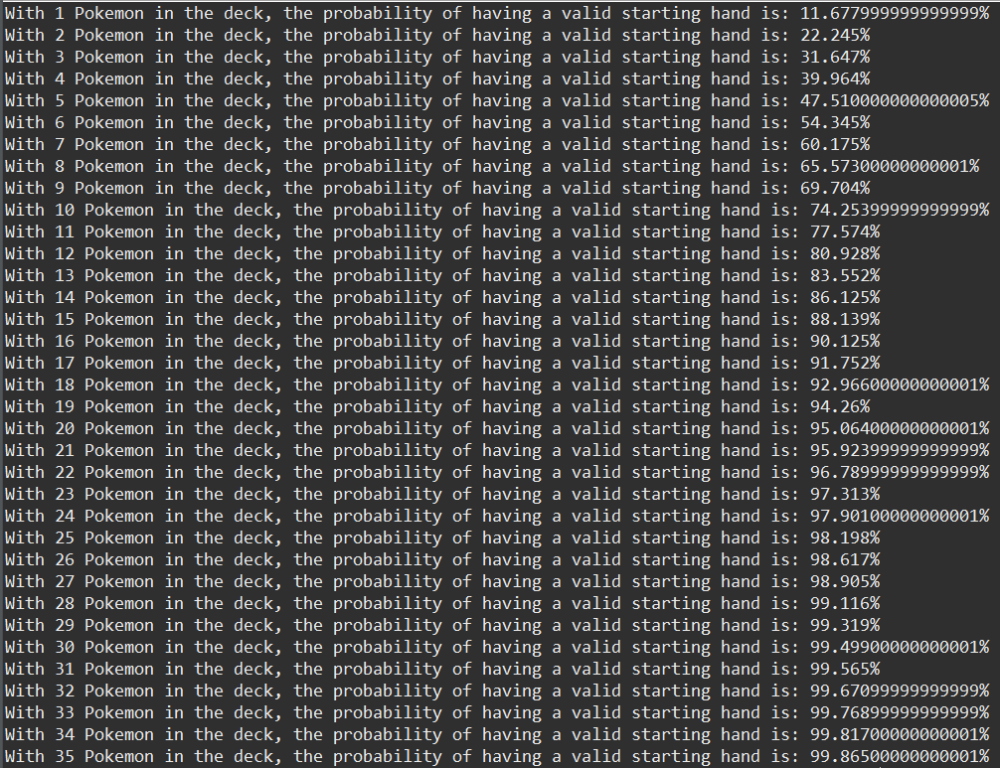 With 1 Pokemon in the deck, the probability of having a valid starting hand is: 11.677999999999999%
With 2 Pokemon in the deck, the probability of having a valid starting hand is: 22.245%
With 3 Pokemon in the deck, the probability of having a valid starting hand is: 31.647%
With 4 Pokemon in the deck, the probability of having a valid starting hand is: 39.964%
With 5 Pokemon in the deck, the probability of having a valid starting hand is: 47.510000000000005%
With 6 Pokemon in the deck, the probability of having a valid starting hand is: 54.345%
With 7 Pokemon in the deck, the probability of having a valid starting hand is: 60.175%
With 8 Pokemon in the deck, the probability of having a valid starting hand is: 65.57300000000001%
With 9 Pokemon in the deck, the probability of having a valid starting hand is: 69.704%
With 10 Pokemon in the deck, the probability of having a valid starting hand is: 74.25399999999999%
With 11 Pokemon in the deck, the probability of having a valid starting hand is: 77.574%
With 12 Pokemon in the deck, the probability of having a valid starting hand is: 80.928%
With 13 Pokemon in the deck, the probability of having a valid starting hand is: 83.552%
With 14 Pokemon in the deck, the probability of having a valid starting hand is: 86.125%
With 15 Pokemon in the deck, the probability of having a valid starting hand is: 88.139%
With 16 Pokemon in the deck, the probability of having a valid starting hand is: 90.125%
With 17 Pokemon in the deck, the probability of having a valid starting hand is: 91.752%
With 18 Pokemon in the deck, the probability of having a valid starting hand is: 92.96600000000001%
With 19 Pokemon in the deck, the probability of having a valid starting hand is: 94.26%
With 20 Pokemon in the deck, the probability of having a valid starting hand is: 95.06400000000001%
With 21 Pokemon in the deck, the probability of having a valid starting hand is: 95.92399999999999%
With 22 Pokemon in the deck, the probability of having a valid starting hand is: 96.78999999999999%
With 23 Pokemon in the deck, the probability of having a valid starting hand is: 97.313%
With 24 Pokemon in the deck, the probability of having a valid starting hand is: 97.90100000000001%
With 25 Pokemon in the deck, the probability of having a valid starting hand is: 98.198%
With 26 Pokemon in the deck, the probability of having a valid starting hand is: 98.617%
With 27 Pokemon in the deck, the probability of having a valid starting hand is: 98.905%
With 28 Pokemon in the deck, the probability of having a valid starting hand is: 99.116%
With 29 Pokemon in the deck, the probability of having a valid starting hand is: 99.319%
With 30 Pokemon in the deck, the probability of having a valid starting hand is: 99.49900000000001%
With 31 Pokemon in the deck, the probability of having a valid starting hand is: 99.565%
With 32 Pokemon in the deck, the probability of having a valid starting hand is: 99.67099999999999%
With 33 Pokemon in the deck, the probability of having a valid starting hand is: 99.76899999999999%
With 34 Pokemon in the deck, the probability of having a valid starting hand is: 99.81700000000001%
With 35 Pokemon in the deck, the probability of having a valid starting hand is: 99.86500000000001%